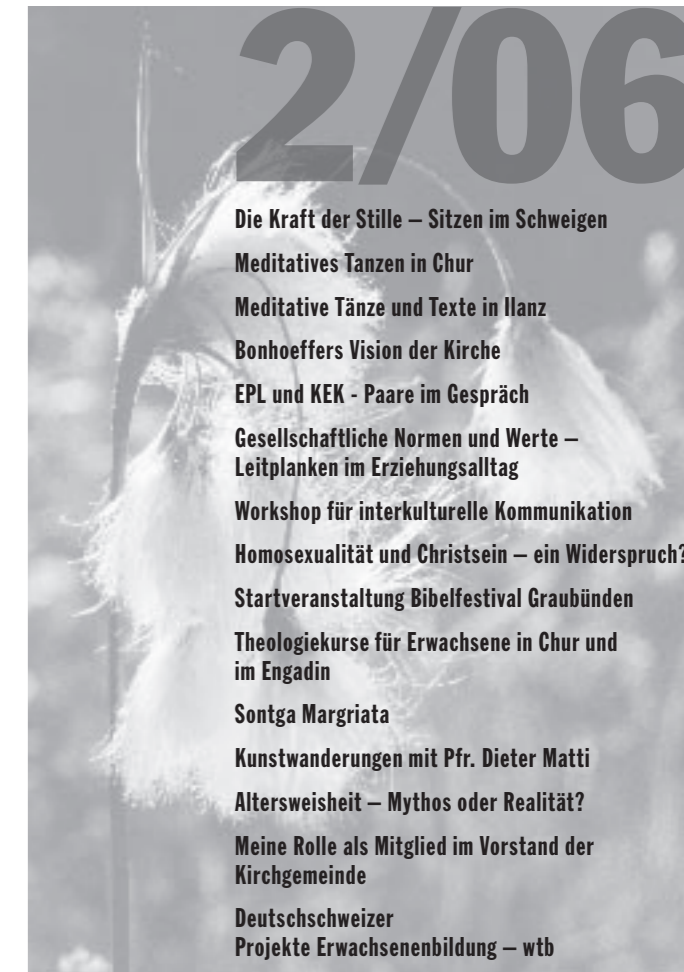 2/06
Die Kraft der Stille – Sitzen im Schweigen
Meditatives Tanzen in Chur
Meditative Tänze und Texte in Ilanz
Bonhoeffers Vision der Kirche
EPL und KEK - Paare im Gespräch
Gesellschaftliche Normen und Werte –
Leitplanken im Erziehungsalltag
Workshop für interkulturelle Kommunikation
Homosexualität und Christsein – ein Widerspruch?
Startveranstaltung Bibelfestival Graubünden
Theologiekurse für Erwachsene in Chur und
im Engadin
Sontga Margriata
Kunstwanderungen mit Pfr. Dieter Matti
Altersweisheit – Mythos oder Realität?
Meine Rolle als Mitglied im Vorstand der
Kirchgemeinde
Deutschschweizer
Projekte Erwachsenenbildung – wtb